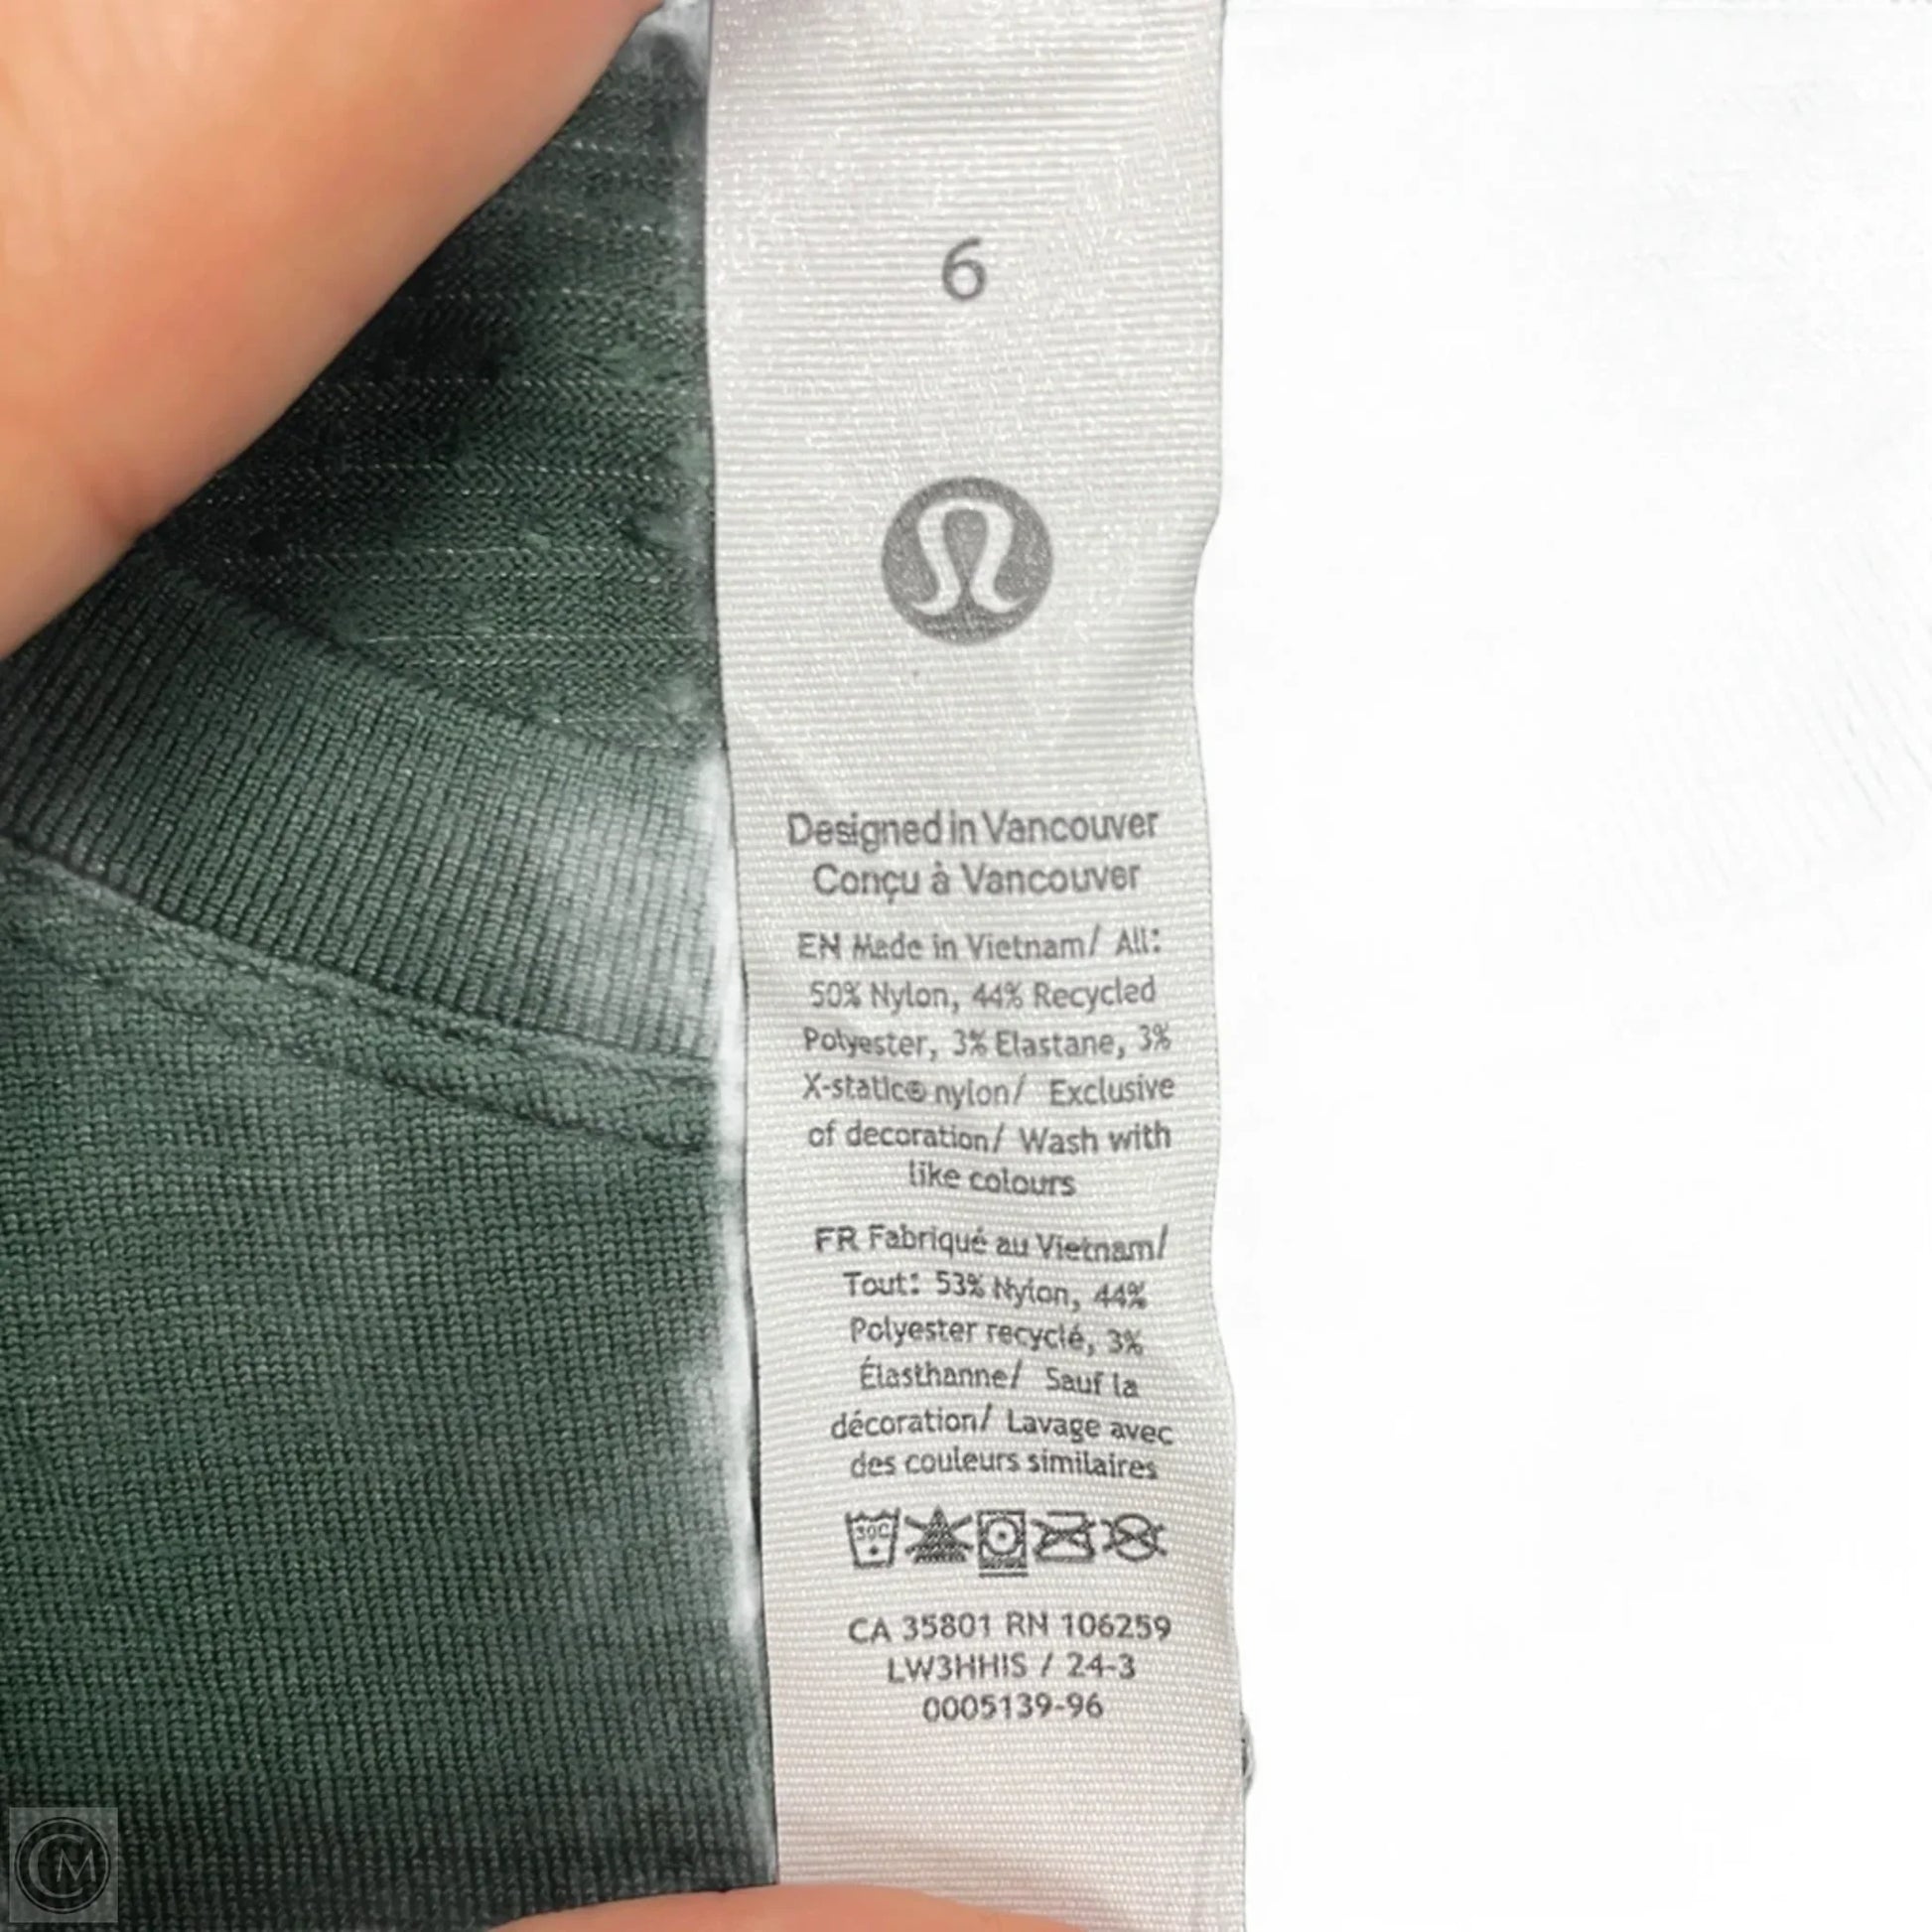 6
Designed in Vancouver
Conçu à Vancouver
EN Made in Vietnam/ All:
50% Nylon, 44% Recycled
Polyester, 3% Elastane, 3%
X-static® nylon/ Exclusive
of decoration/ Wash with
like colours
FR Fabriqué au Vietnam/
Tout: 53% Nylon, 44%
Polyester recyclé, 3%
Élasthanne/ Sauf la
décoration/ Lavage avec
des couleurs similaires
30C
CA 35801 RN 106259
LW3HHIS / 24-3
0005139-96
CM